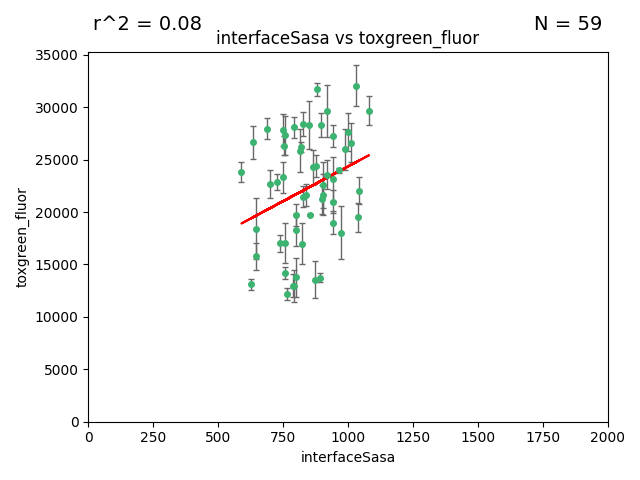 r^2 = 0.08
N = 59
interfaceSasa vs toxgreen_fluor
35000
30000
25000
20000
15000
10000
5000
0
toxgreen_fluor
0 250 500 750 1000 1250 1500 1750 2000
interfaceSasa